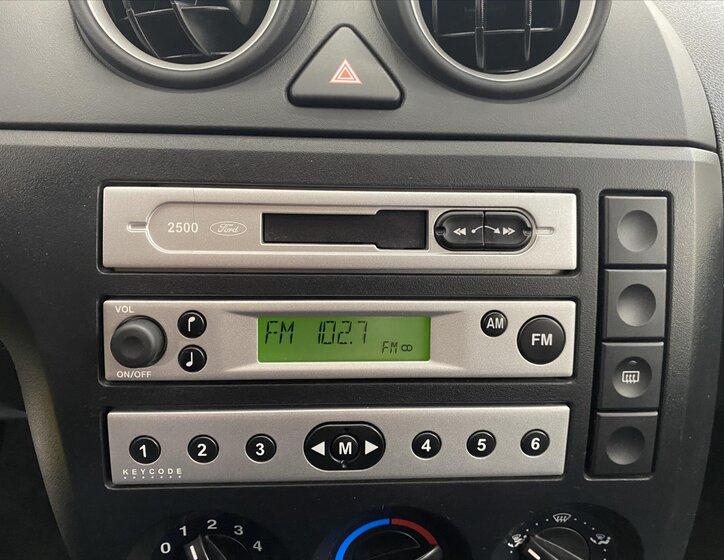 2500 Ford
VOL
AM
FM 102.7
FM
FM
ON/OFF
1 2 3 M 4 5 6
KEYCODE
0 1 2 3 4